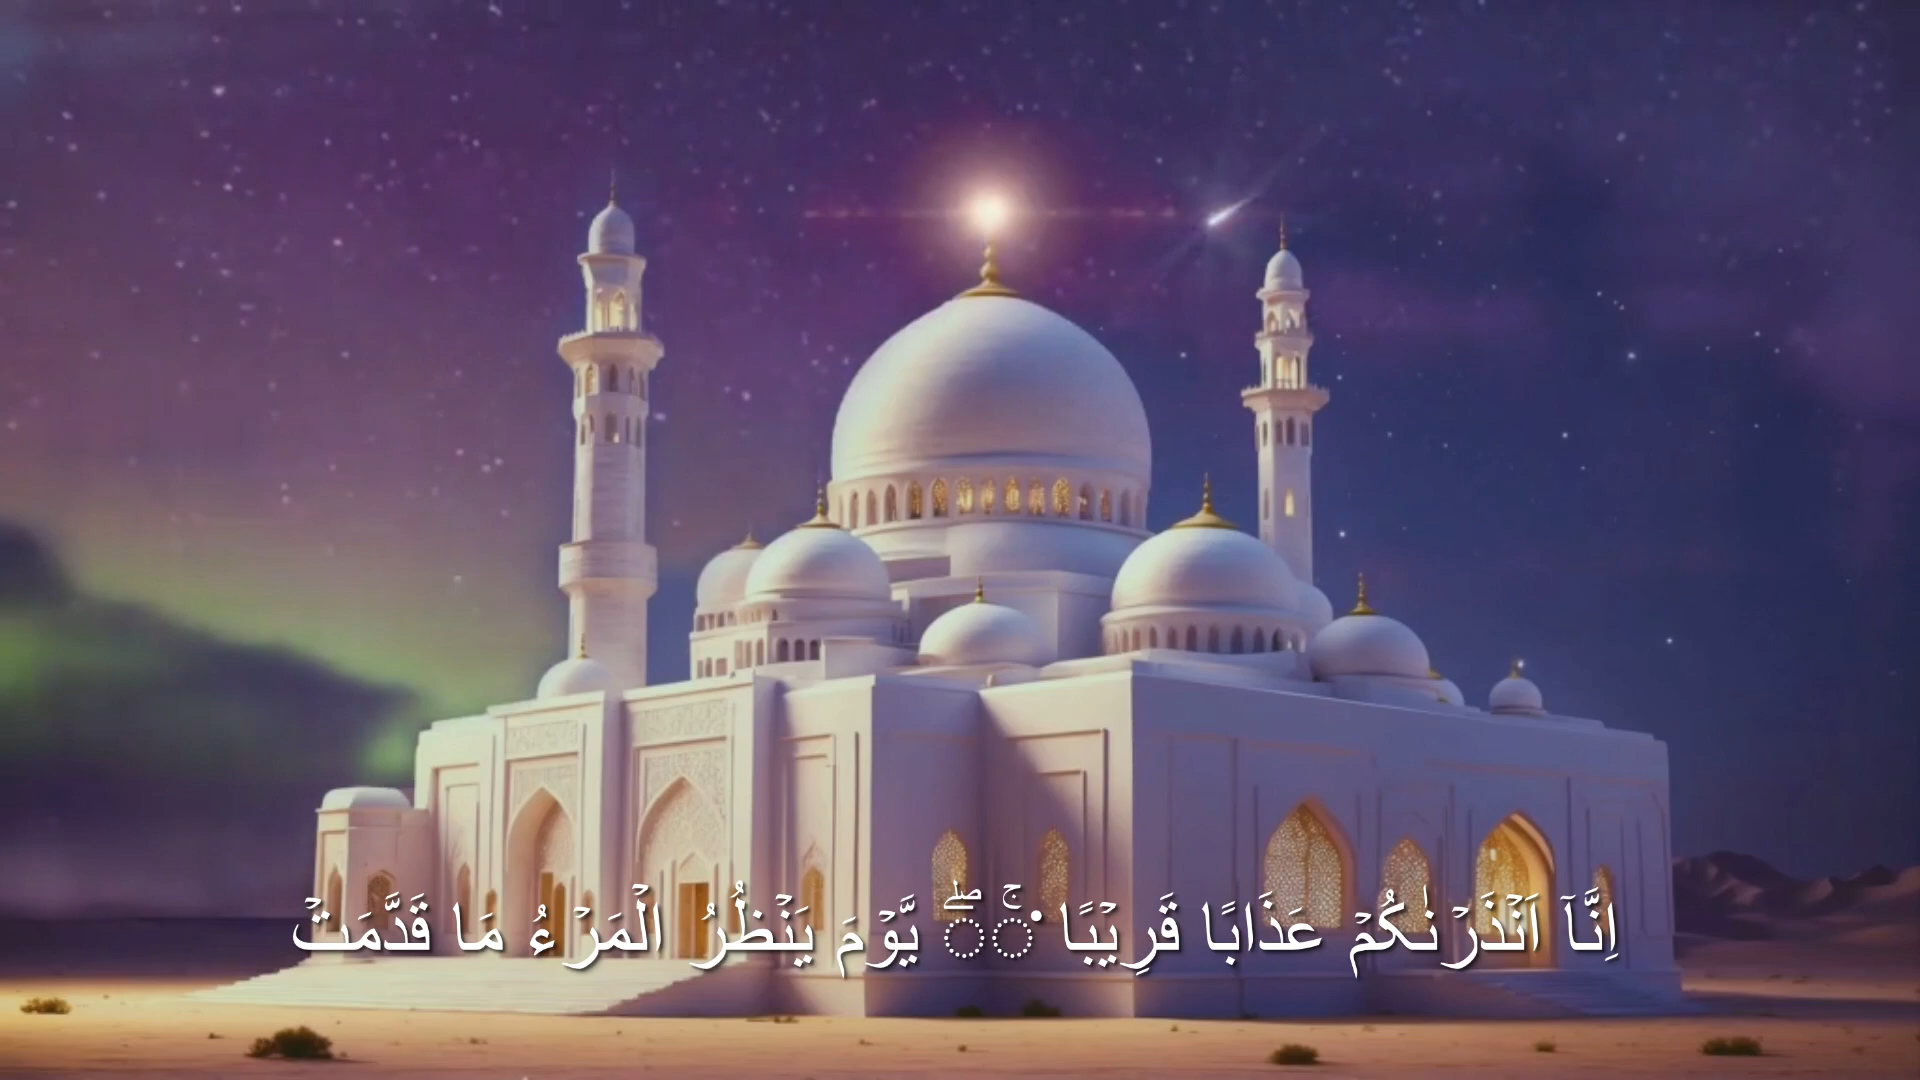 اِنَّاۤ اَنۡذَرۡنٰكُمۡ عَذَابًا قَرِيۡبًا ۖۚ  ۛ يَّوۡمَ يَنۡظُرُ الۡمَرۡءُ مَا قَدَّمَتۡ